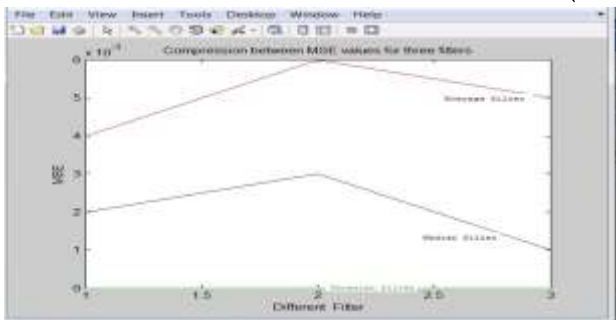 File Edit View Insert Tools Desktop Window Help
× 10
Compression between MSE values for three filters
6
5
Average filter
4
MSE
3
2
filter
1
0
1 1.5 2 2.5 3
Different Filter